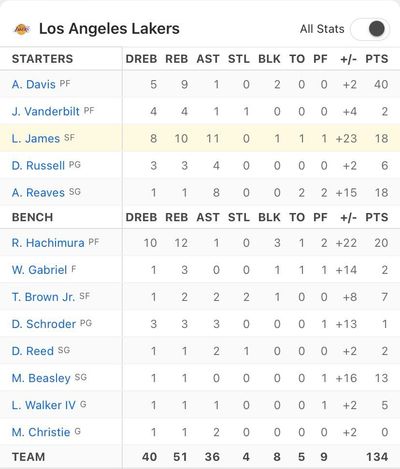 Los Angeles Lakers All Stats
STARTERS DREB REB AST STL BLK TO PF +/- PTS
A. Davis PF 5 9 1 0 2 0 0 +2 40
J. Vanderbilt PF 4 4 1 1 0 0 0 +4 2
L. James SF 8 10 11 0 1 1 1 +23 18
D. Russell PG 3 3 4 0 0 0 0 +2 6
A. Reaves SG 1 1 8 0 0 2 2 +15 18
BENCH DREB REB AST STL BLK TO PF +/- PTS
R. Hachimura PF 10 12 1 0 3 1 2 +22 20
W. Gabriel F 1 3 0 0 1 1 1 +14 2
T. Brown Jr. SF 1 2 2 2 1 0 0 +8 7
D. Schroder PG 3 3 3 0 0 0 1 +13 1
D. Reed SG 1 1 2 1 0 0 0 +2 2
M. Beasley SG 1 1 0 0 0 0 1 +16 13
L. Walker IV G 1 1 1 0 0 0 1 +2 5
M. Christie G 1 1 2 0 0 0 0 +2 0
TEAM 40 51 36 4 8 5 9 134